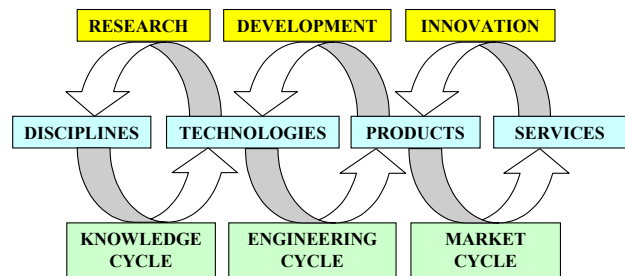 RESEARCH
DEVELOPMENT
INNOVATION
DISCIPLINES
TECHNOLOGIES
PRODUCTS
SERVICES
KNOWLEDGE
CYCLE
ENGINEERING
CYCLE
MARKET
CYCLE